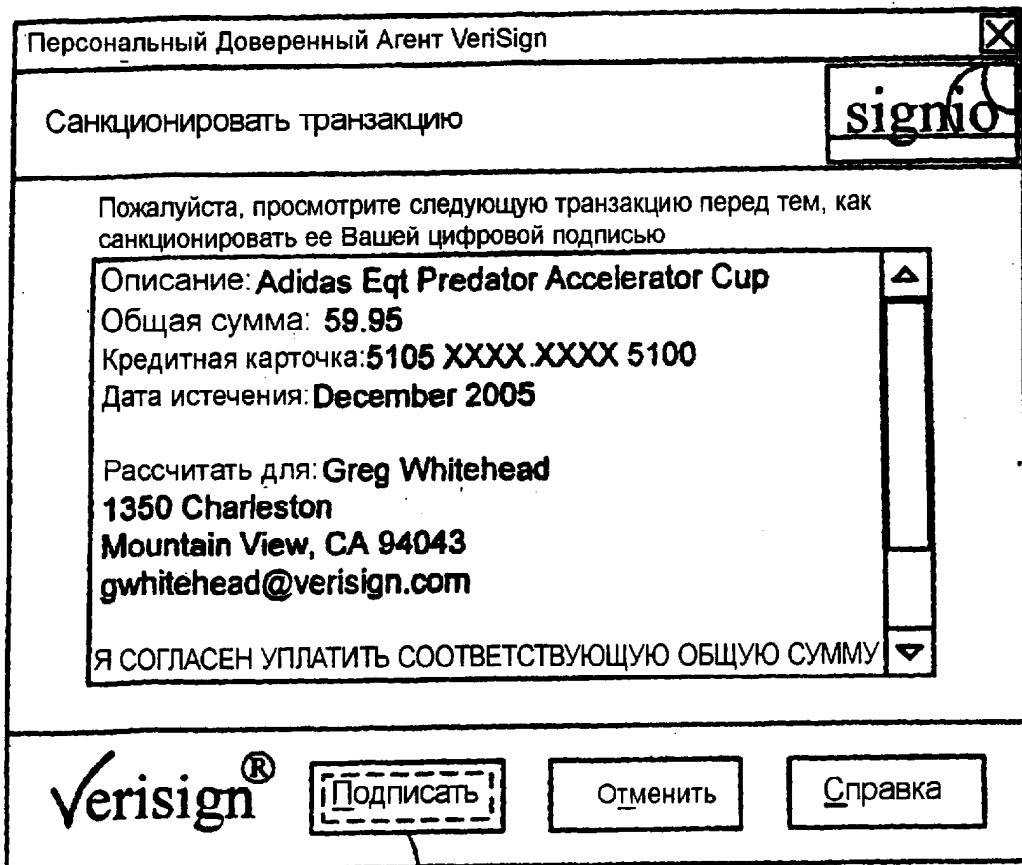 Персональный Доверенный Агент VeriSign
Санкционировать транзакцию
signio
Пожалуйста, просмотрите следующую транзакцию перед тем, как
санкционировать ее Вашей цифровой подписью
Описание: Adidas Eqt Predator Accelerator Cup
Общая сумма: 59.95
Кредитная карточка:5105 XXXX XXXX 5100
Дата истечения: December 2005
Рассчитать для: Greg Whitehead
1350 Charleston
Mountain View, CA 94043
gwhitehead@verisign.com
Я СОГЛАСЕН УПЛАТИТЬ СООТВЕТСТВУЮЩУЮ ОБЩУЮ СУММУ
Verisign®
Подписать
Отменить
Справка